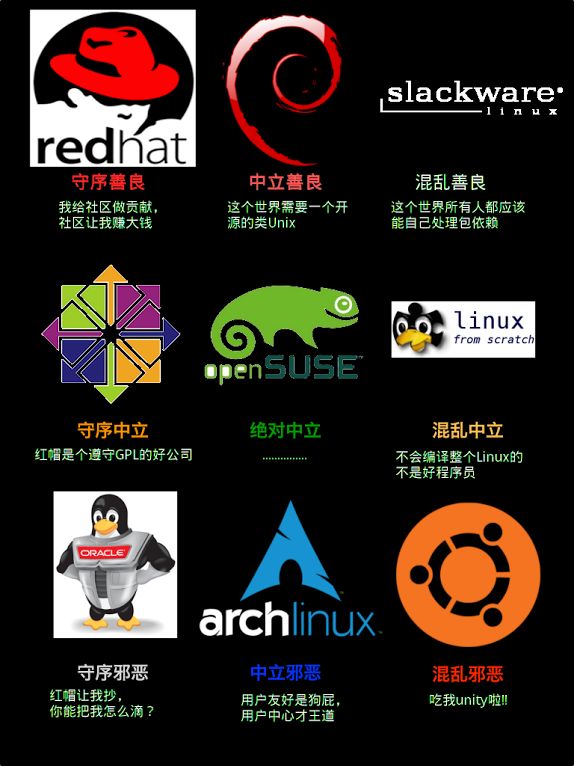 redhat
slackware
linux
守序善良
中立善良
混乱善良
我给社区做贡献，
社区让我赚大钱
这个世界需要一个开
源的类Unix
这个世界所有人都应该
能自己处理包依赖
openSUSE™
linux
from scratch
守序中立
绝对中立
混乱中立
红帽是个遵守GPL的好公司
...............
不会编译整个Linux的
不是好程序员
ORACLE
archlinux™
守序邪恶
中立邪恶
混乱邪恶
红帽让我抄，
你能把我怎么滴？
用户友好是狗屁，
用户中心才王道
吃我unity啦!!